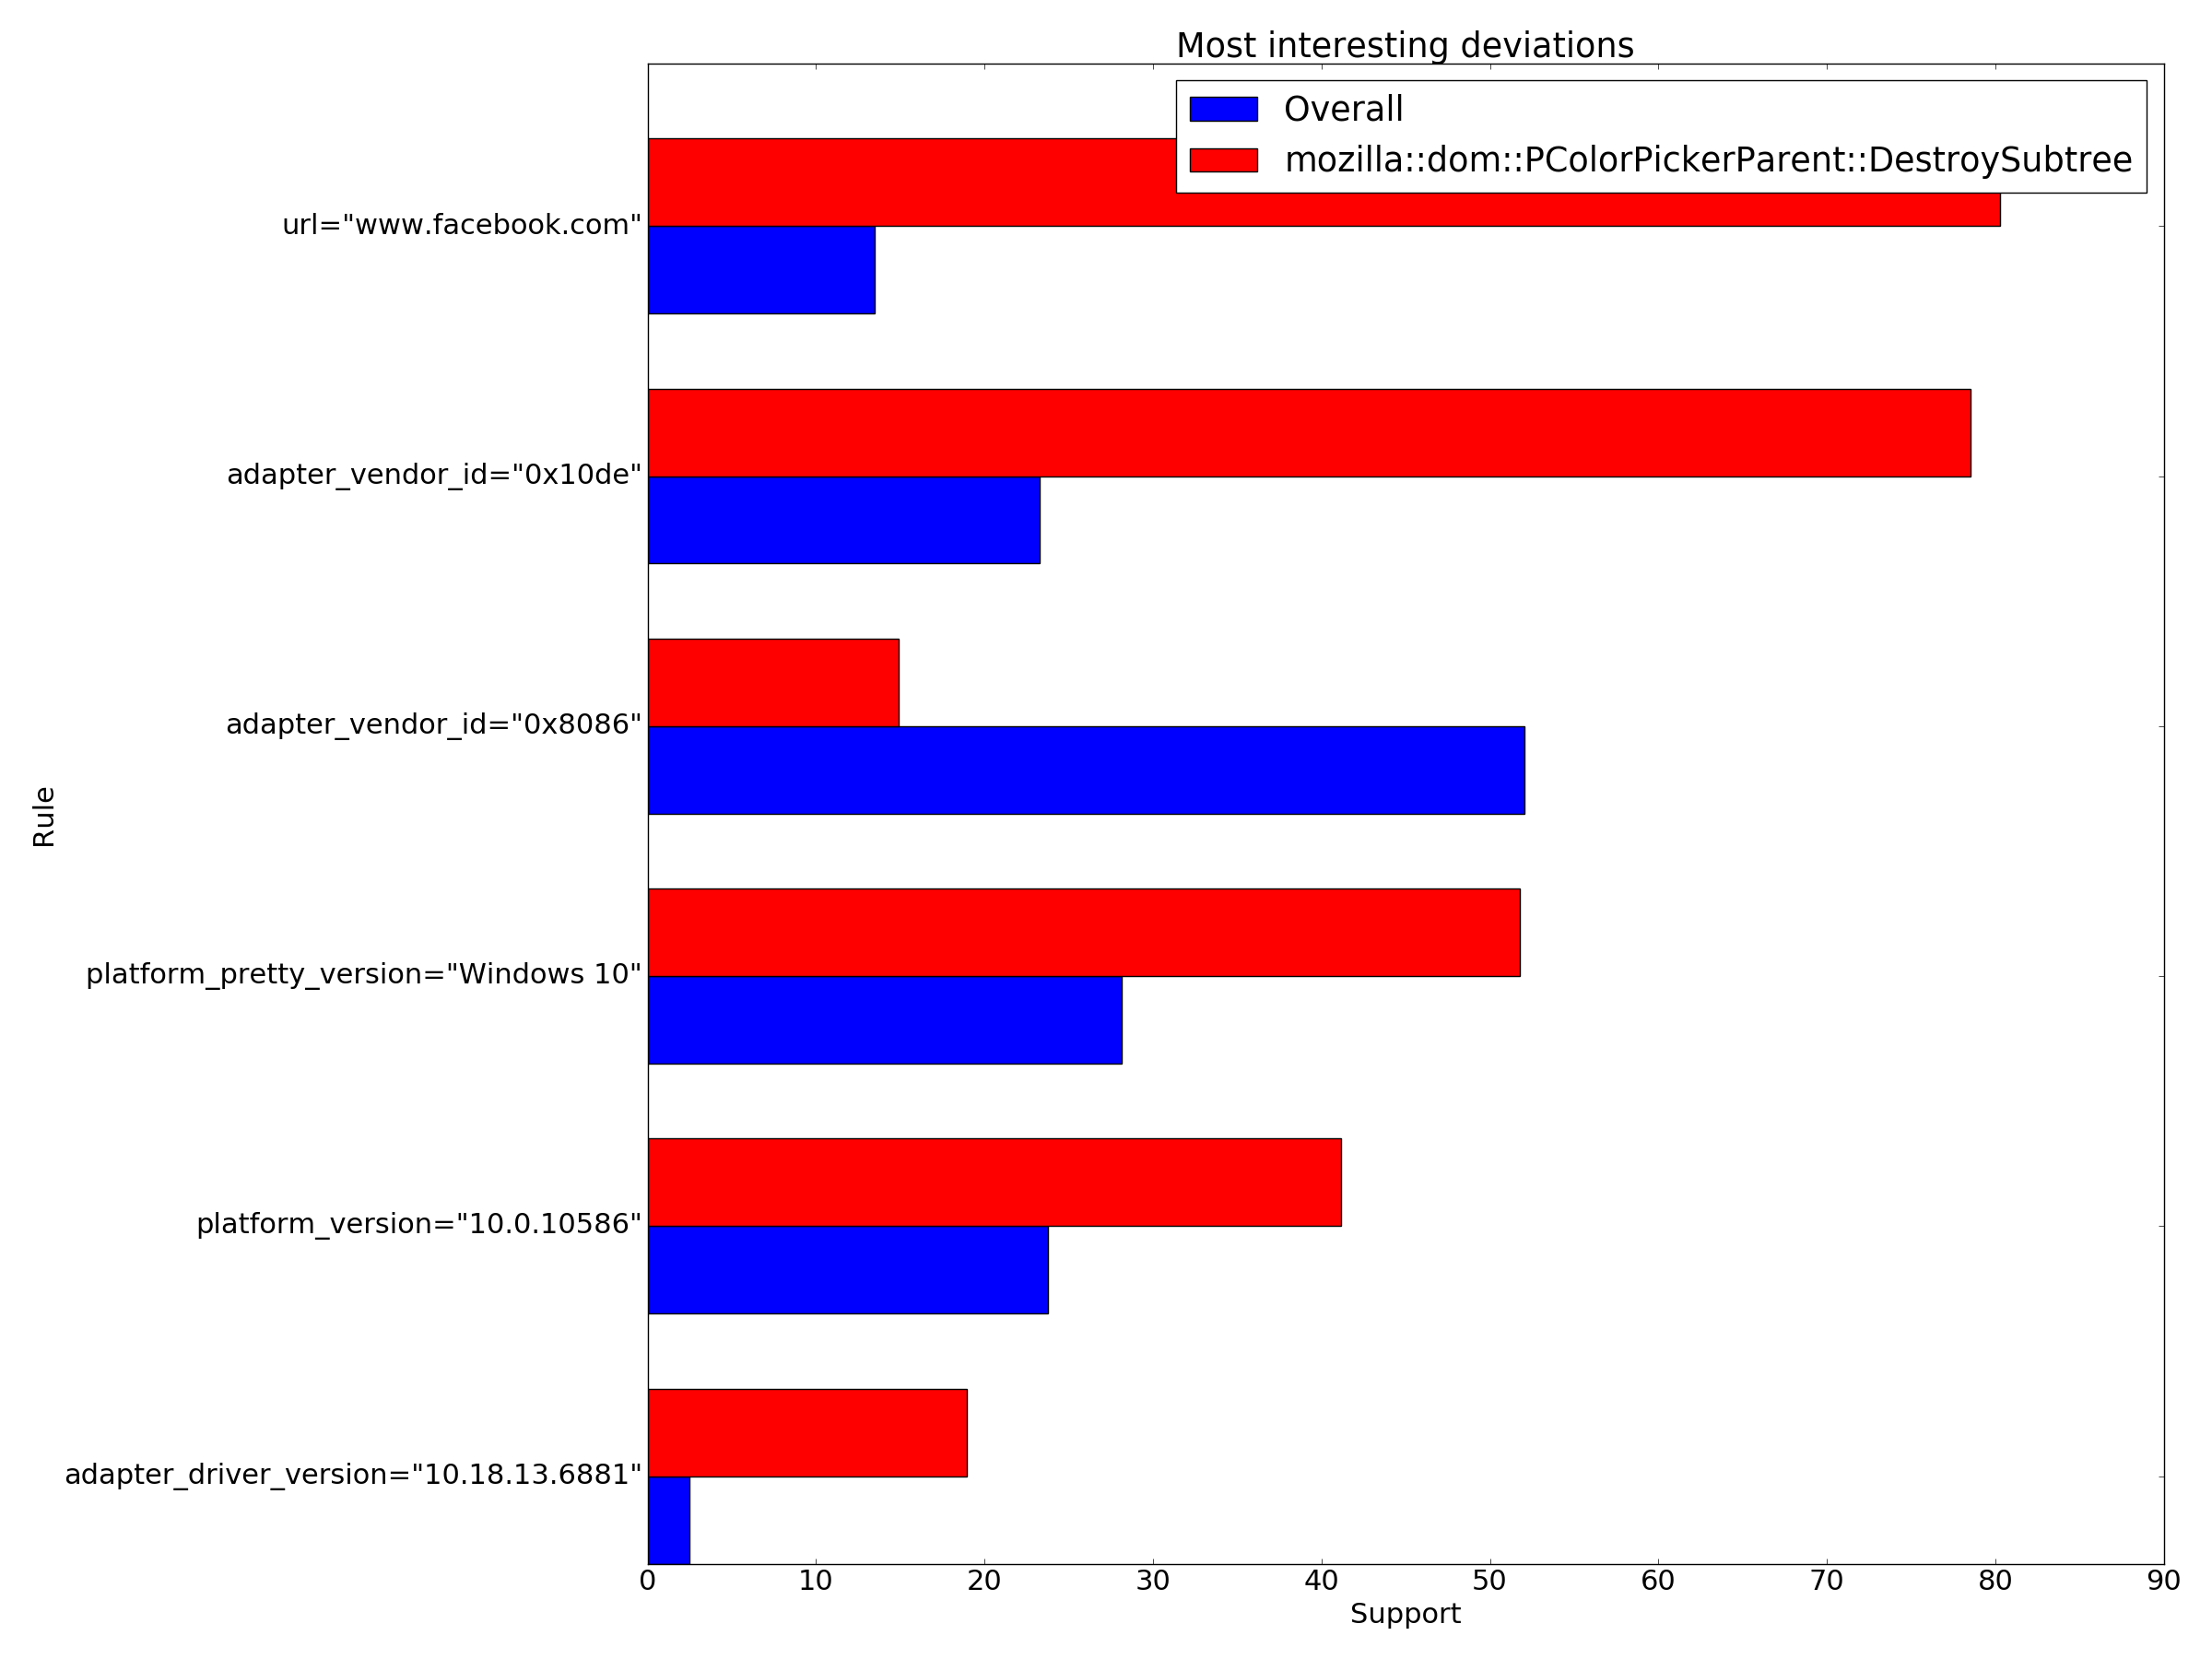 Most interesting deviations
Overall
mozilla::dom::PColorPickerParent::DestroySubtree
url="www.facebook.com"
adapter_vendor_id="0x10de"
adapter_vendor_id="0x8086"
Rule
platform_pretty_version="Windows 10"
platform_version="10.0.10586"
adapter_driver_version="10.18.13.6881"
0 10 20 30 40 50 60 70 80 90
Support